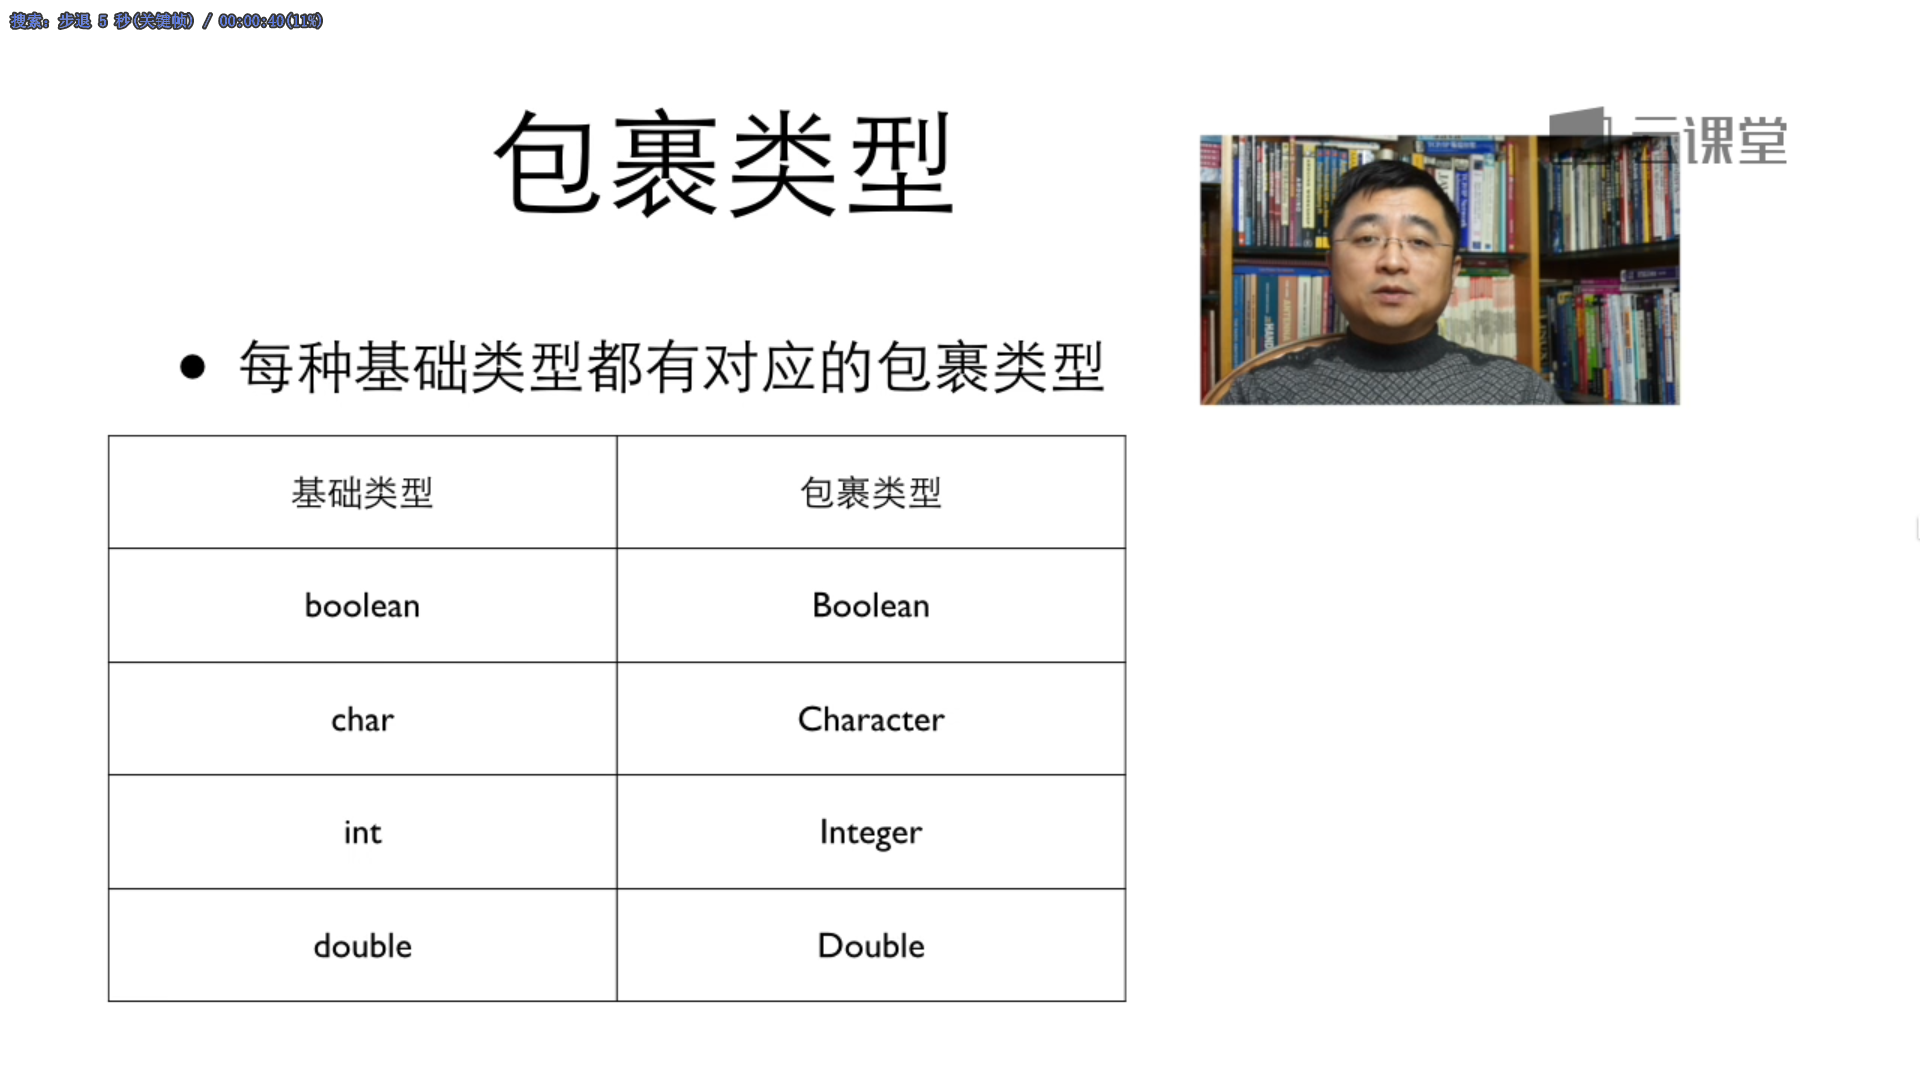 搜索: 步退 5 秒(关键帧) / 00:00:40(11%)
云课堂
包裹类型
● 每种基础类型都有对应的包裹类型
基础类型 包裹类型
boolean Boolean
char Character
int Integer
double Double